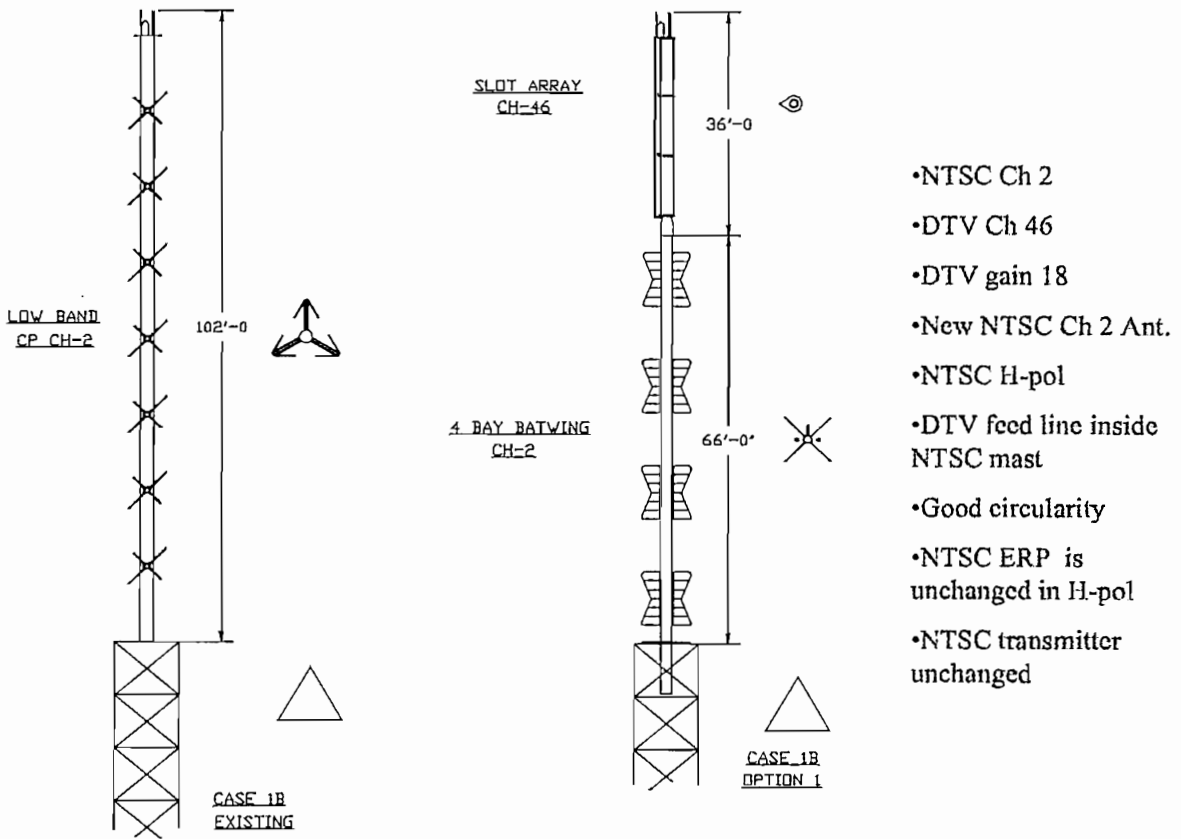 LOW BAND
CP CH-2
102'-0
CASE 1B
EXISTING
SLOT ARRAY
CH-46
36'-0
4 BAY BATWING
CH-2
66'-0"
CASE_1B
OPTION 1
•NTSC Ch 2
•DTV Ch 46
•DTV gain 18
•New NTSC Ch 2 Ant.
•NTSC H-pol
•DTV feed line inside
NTSC mast
•Good circularity
•NTSC ERP is
unchanged in H-pol
•NTSC transmitter
unchanged